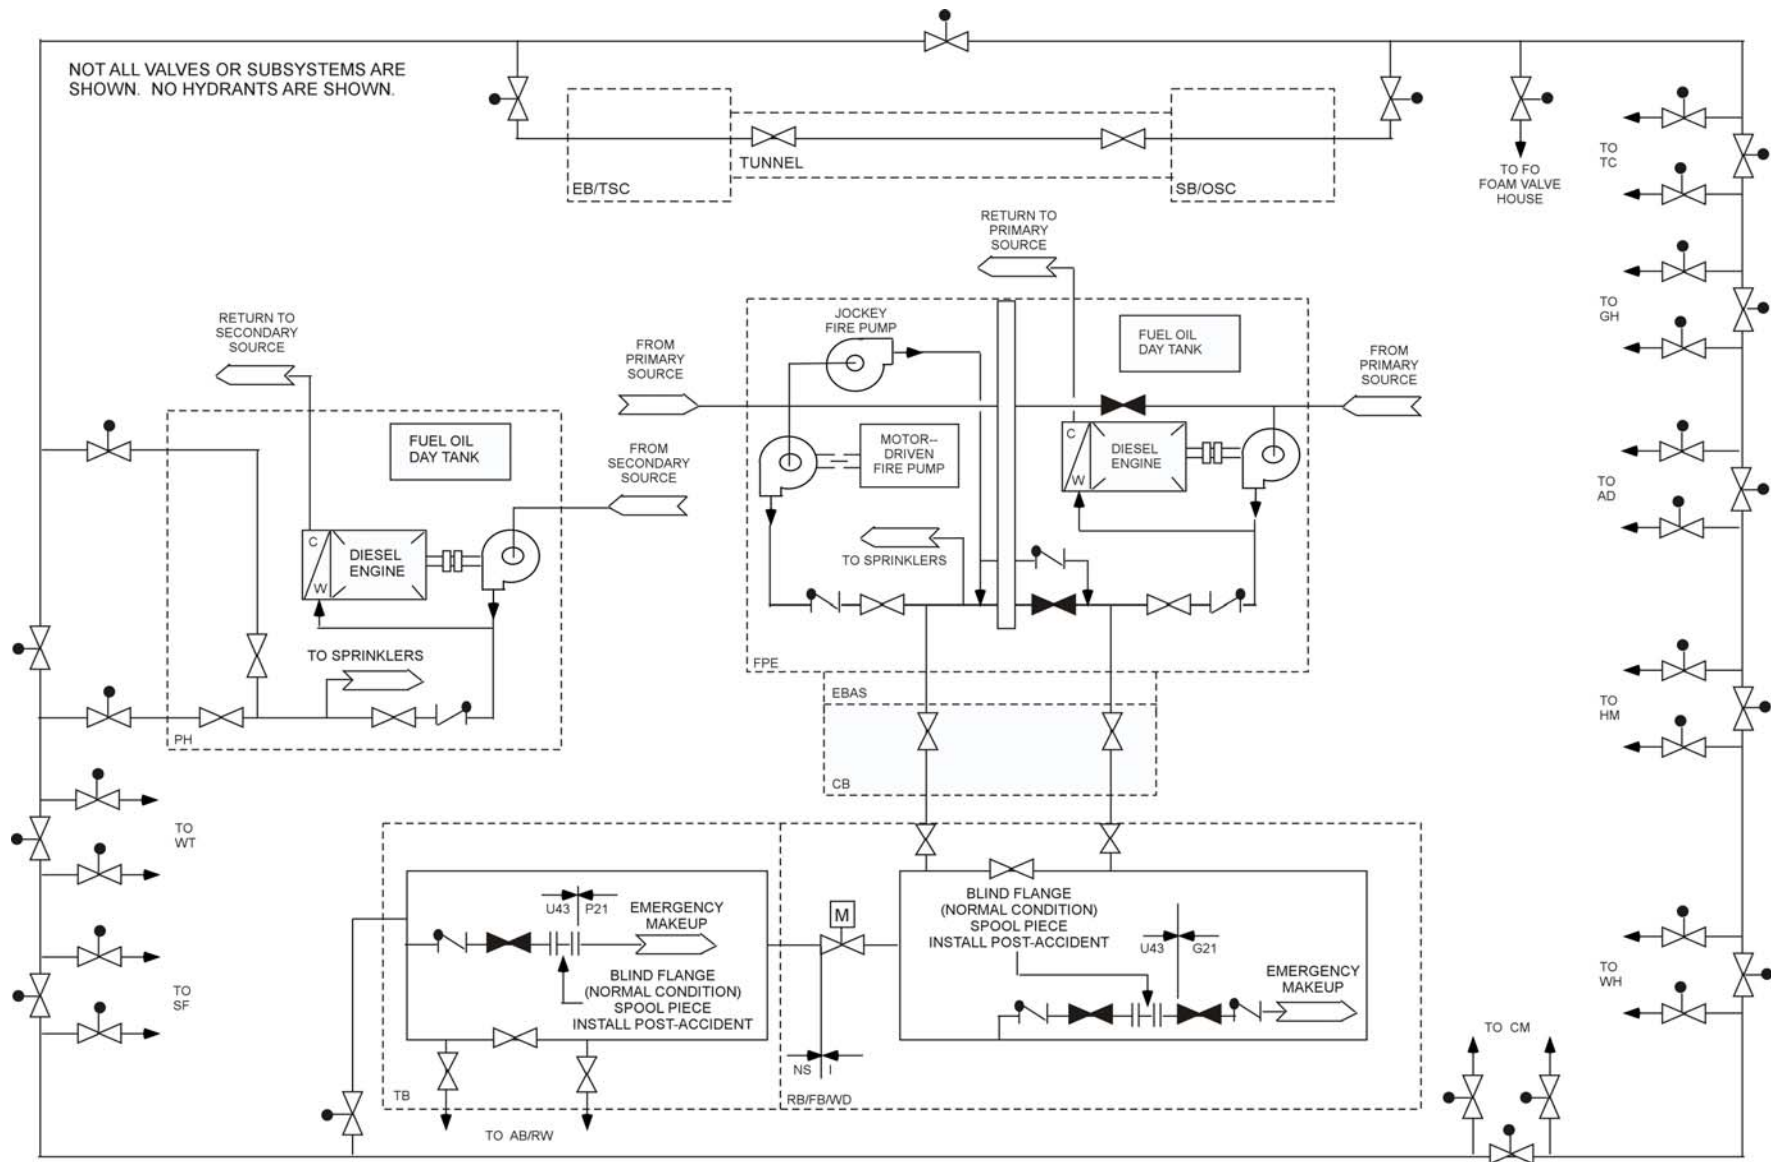 NOT ALL VALVES OR SUBSYSTEMS ARE
SHOWN. NO HYDRANTS ARE SHOWN.
EB/TSC
TUNNEL
SB/OSC
TO FO
FOAM VALVE
HOUSE
TO
TC
RETURN TO
PRIMARY
SOURCE
TO
GH
RETURN TO
SECONDARY
SOURCE
FROM
PRIMARY
SOURCE
JOCKEY
FIRE PUMP
FUEL OIL
DAY TANK
FROM
PRIMARY
SOURCE
FUEL OIL
DAY TANK
FROM
SECONDARY
SOURCE
MOTOR--
DRIVEN
FIRE PUMP
C
W
DIESEL
ENGINE
TO
AD
C
W
DIESEL
ENGINE
TO SPRINKLERS
TO SPRINKLERS
FPE
PH
EBAS
CB
TO
HM
TO
WT
TO
SF
U43
P21
EMERGENCY
MAKEUP
BLIND FLANGE
(NORMAL CONDITION)
SPOOL PIECE
INSTALL POST-ACCIDENT
M
NS
I
BLIND FLANGE
(NORMAL CONDITION)
SPOOL PIECE
INSTALL POST-ACCIDENT
U43
G21
EMERGENCY
MAKEUP
TO
WH
TB
RB/FB/WD
TO AB/RW
TO CM